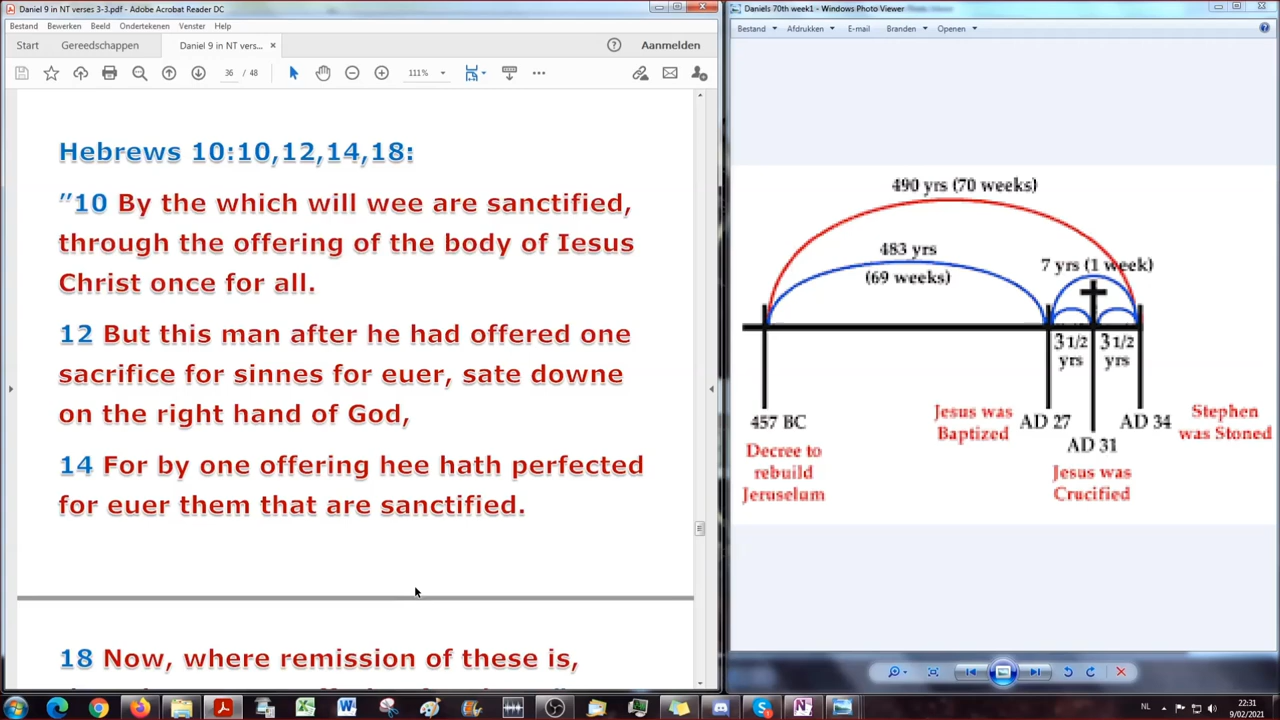 Daniel 9 in NT verses 3-3.pdf - Adobe Acrobat Reader DC
Bestand Bewerken Beeld Ondertekenen Venster Help
Start Gereedschappen Daniel 9 in NT vers... × Aanmelden
36 / 48 111%
Hebrews 10:10,12,14,18:
”10 By the which will wee are sanctified,
through the offering of the body of Iesus
Christ once for all.
12 But this man after he had offered one
sacrifice for sinnes for euer, sate downe
on the right hand of God,
14 For by one offering hee hath perfected
for euer them that are sanctified.
18 Now, where remission of these is,
Daniels 70th week1 - Windows Photo Viewer
Bestand Afdrukken E-mail Branden Openen
490 yrs (70 weeks)
483 yrs
(69 weeks)
7 yrs (1 week)
3 1/2
yrs
3 1/2
yrs
457 BC
Decree to
rebuild
Jeruselum
Jesus was
Baptized
AD 27
AD 31
Jesus was
Crucified
AD 34
Stephen
was Stoned
NL
22:31
9/02/2021